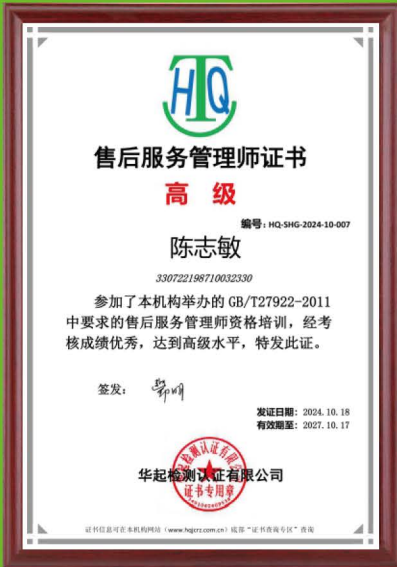 HTQ
售后服务管理师证书
高 级
编号：HQ-SHG-2024-10-007
陈志敏
330722198710032330
参加了本机构举办的 GB/T27922-2011
中要求的售后服务管理师资格培训，经考
核成绩优秀，达到高级水平，特发此证。
签发：
发证日期：2024.10.18
有效期至：2027.10.17
华起检测认证有限公司
证书专用章
证书信息可在本机构网站（www.hqjcrz.com.cn）底部“证书查询专区”查询